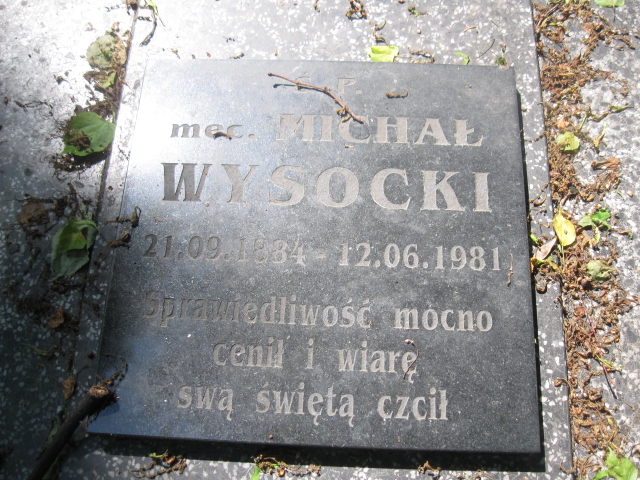 Ś. P.
mec. MICHAŁ
WYSOCKI
21.09.1884 - 12.06.1981
Sprawiedliwość mocno
cenił i wiarę
swą świętą czcił